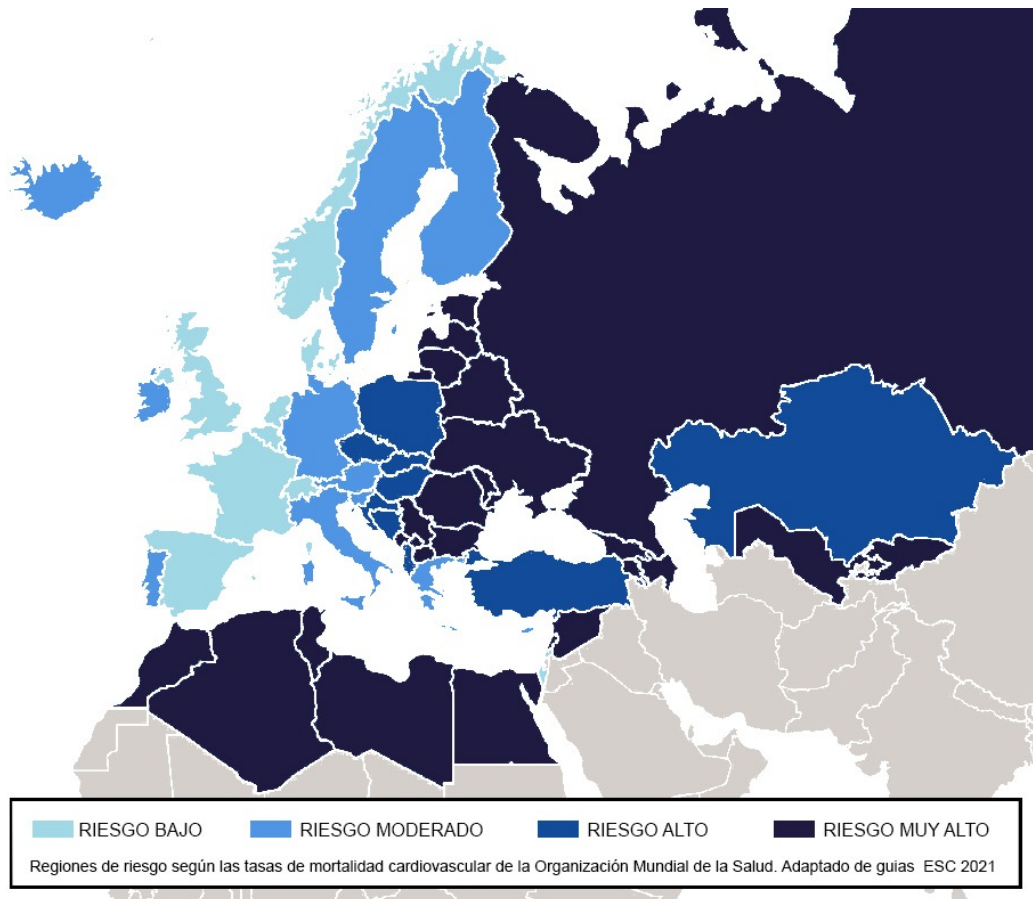 RIESGO BAJO RIESGO MODERADO RIESGO ALTO RIESGO MUY ALTO
Regiones de riesgo según las tasas de mortalidad cardiovascular de la Organización Mundial de la Salud. Adaptado de guias ESC 2021